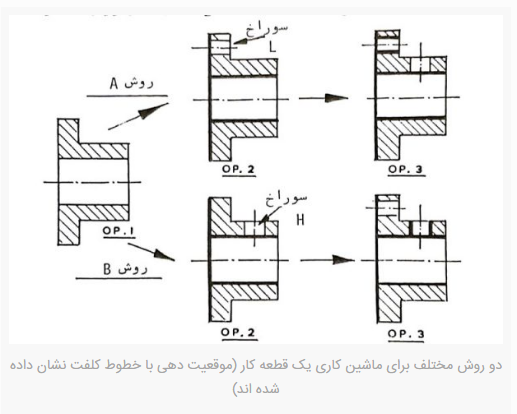 سوراخ
L
روش A
OP.2
OP.3
OP.1
روش B
سوراخ
H
OP.2
OP.3
دو روش مختلف برای ماشین کاری یک قطعه کار (موقعیت دهی با خطوط کلفت نشان داده
شده اند)